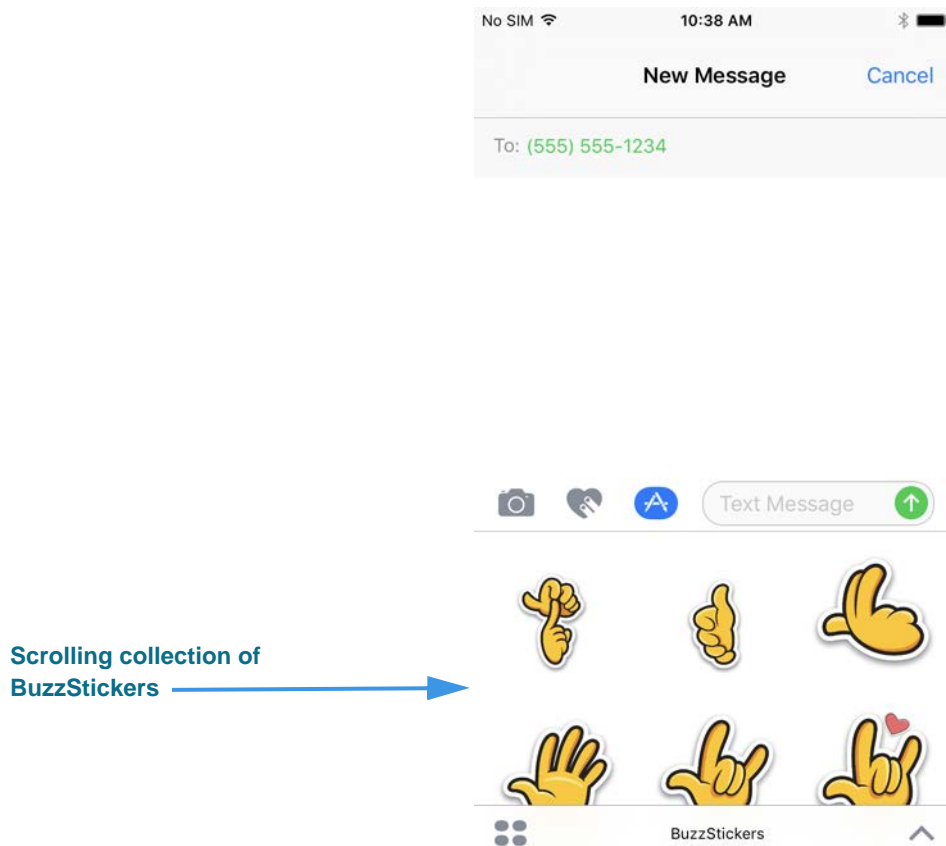 No SIM 10:38 AM
New Message Cancel
To: (555) 555-1234
Text Message
Scrolling collection of
BuzzStickers
BuzzStickers